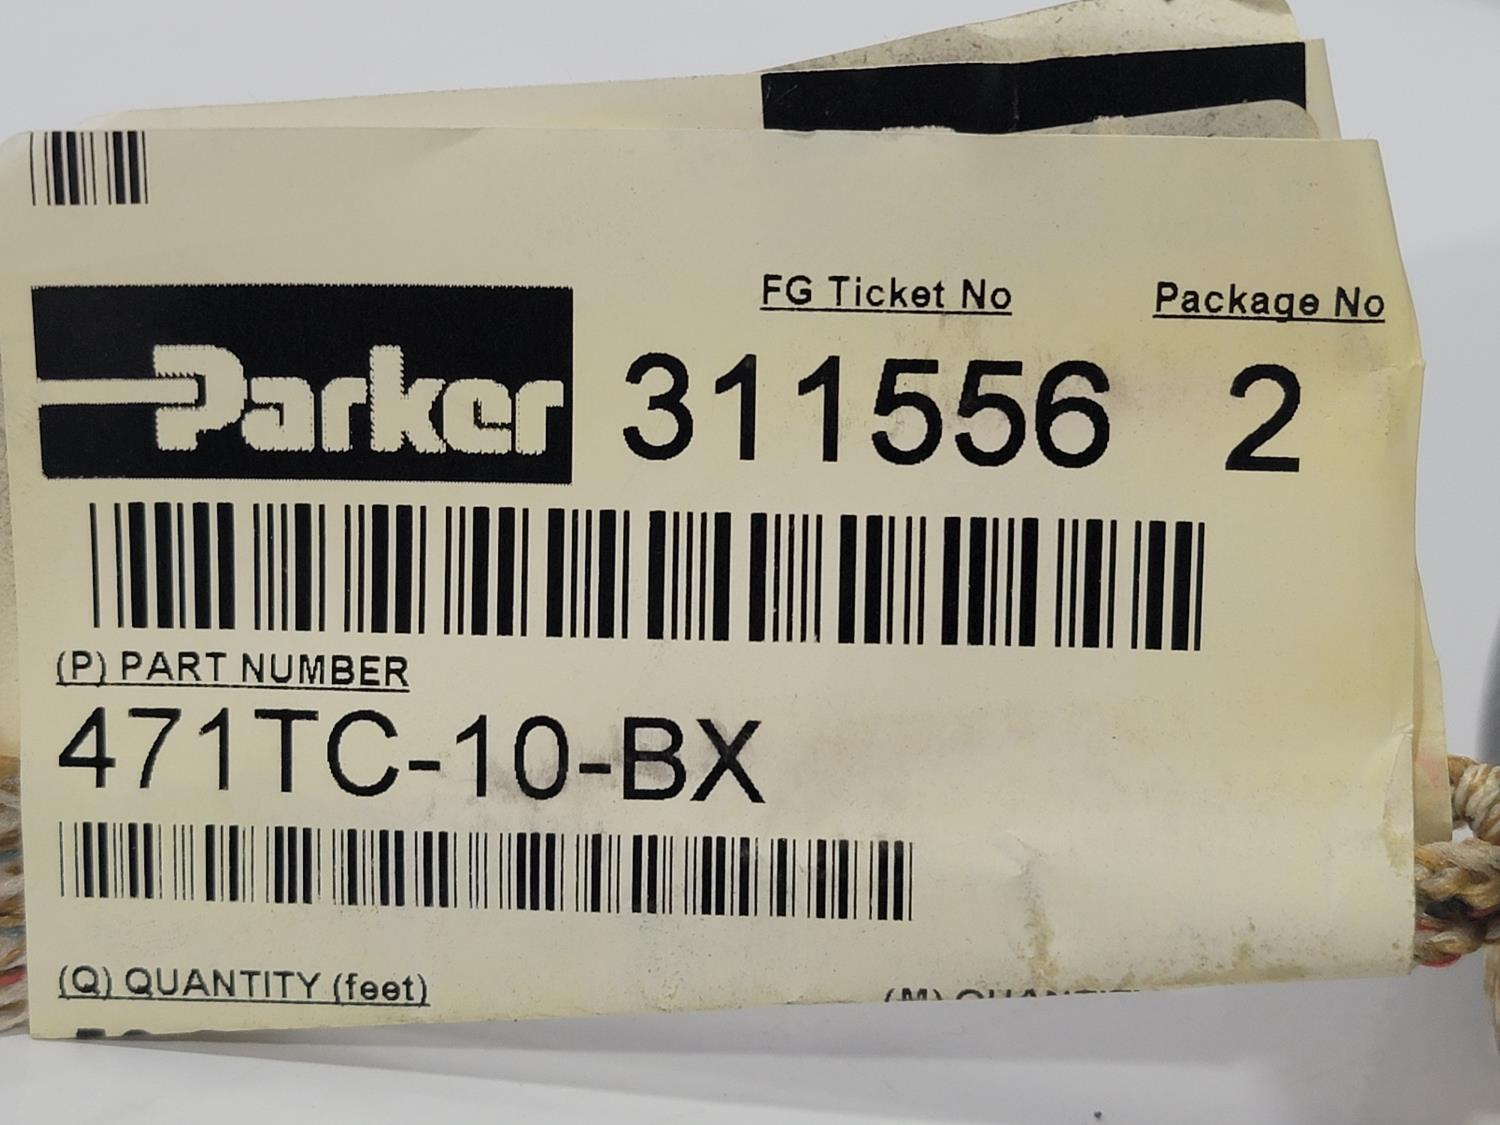 Parker
FG Ticket No
Package No
311556
2
(P) PART NUMBER
471TC-10-BX
(Q) QUANTITY (feet)